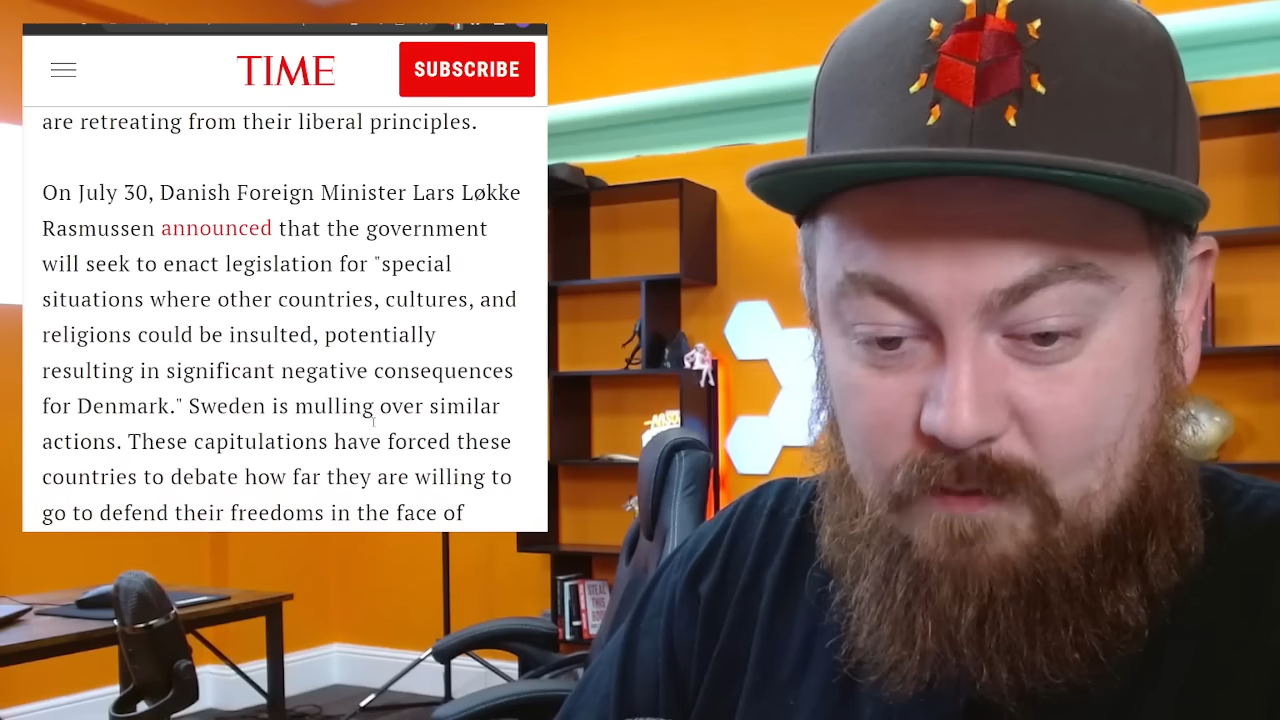 TIME
SUBSCRIBE
are retreating from their liberal principles.
On July 30, Danish Foreign Minister Lars Løkke
Rasmussen announced that the government
will seek to enact legislation for "special
situations where other countries, cultures, and
religions could be insulted, potentially
resulting in significant negative consequences
for Denmark." Sweden is mulling over similar
actions. These capitulations have forced these
countries to debate how far they are willing to
go to defend their freedoms in the face of
STEAL
THIS
BOOK